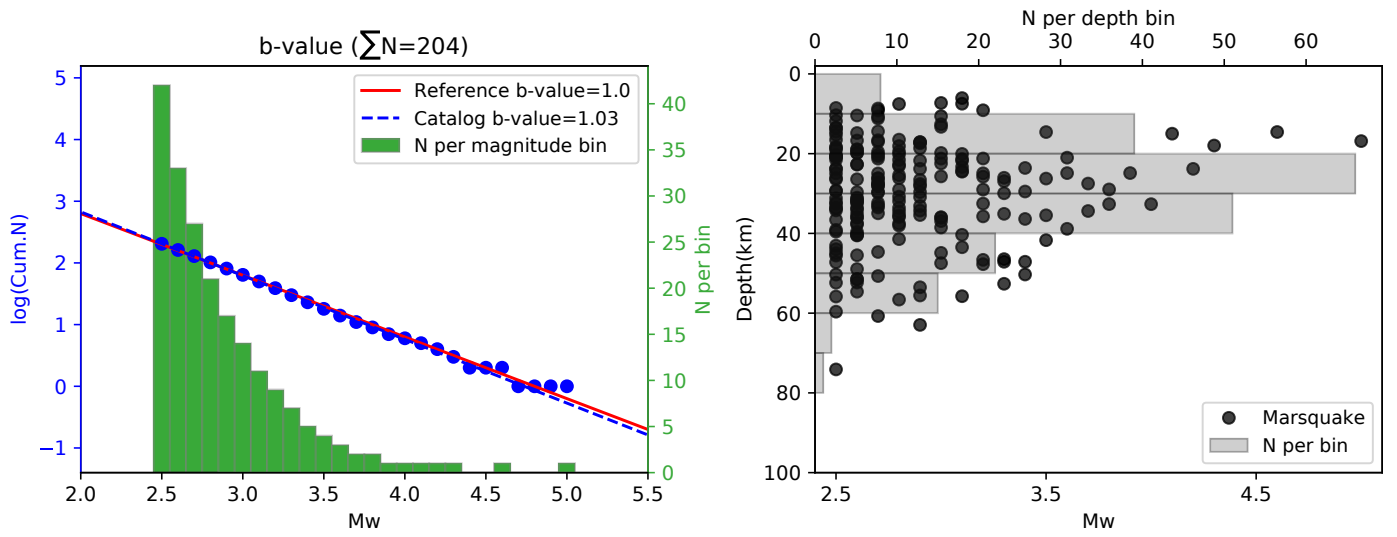 b-value (∑N=204)
Reference b-value=1.0
Catalog b-value=1.03
N per magnitude bin
log(Cum.N)
5
4
3
2
1
0
−1
40
35
30
25
20
15
10
5
0
N per bin
2.0 2.5 3.0 3.5 4.0 4.5 5.0 5.5
Mw
N per depth bin
0 10 20 30 40 50 60
Depth(km)
0
20
40
60
80
100
Marsquake
N per bin
2.5 3.5 4.5
Mw